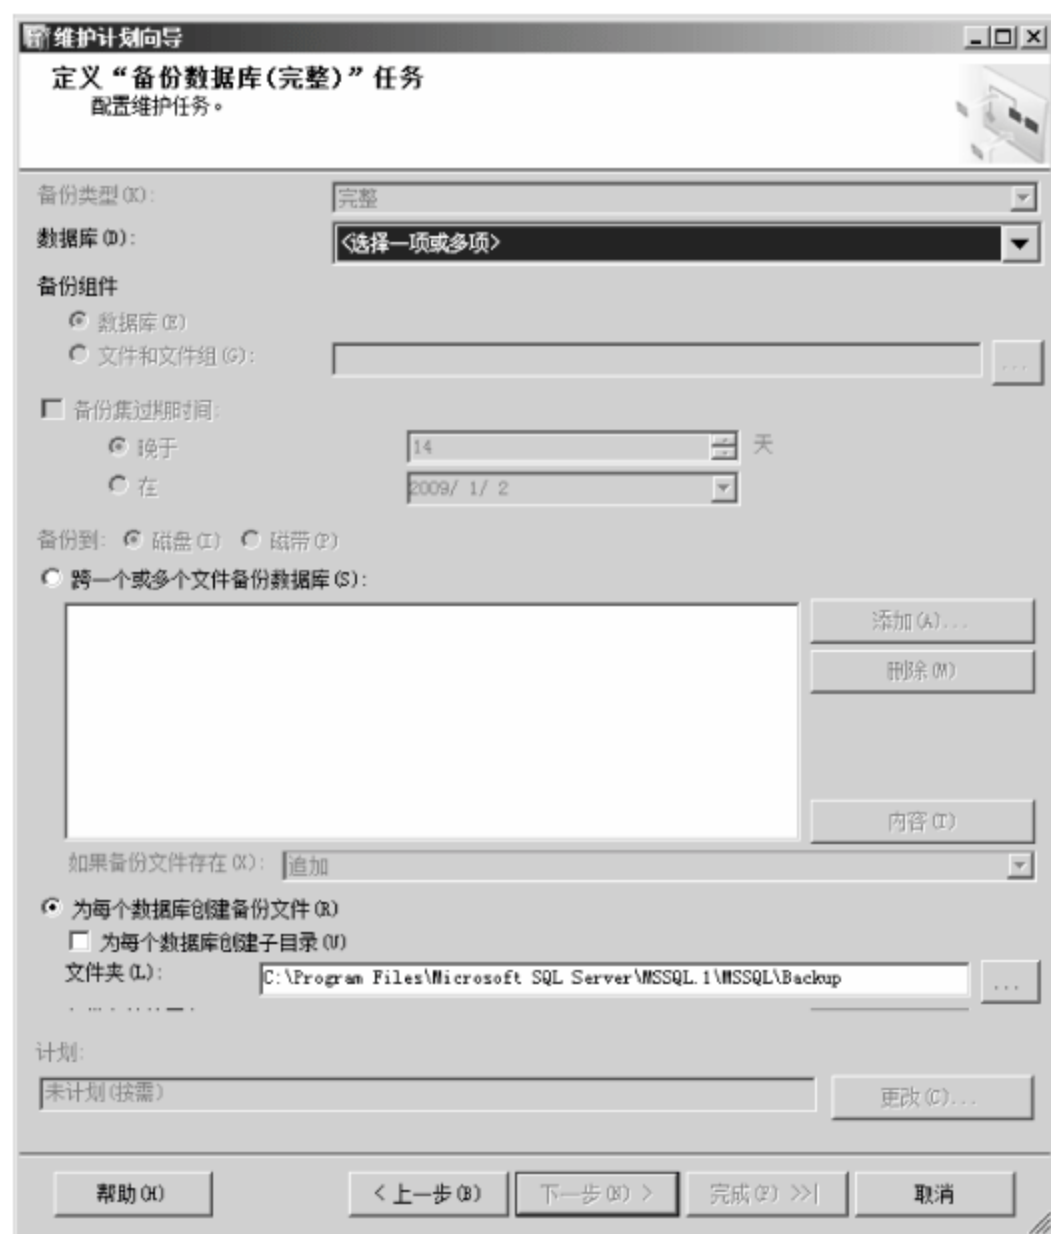 维护计划向导
定义“备份数据库(完整)”任务
配置维护任务。
备份类型(K): 完整
数据库(D): <选择一项或多项>
备份组件
数据库(E)
文件和文件组(G): ...
备份集过期时间:
晚于 14 天
在 2009/ 1/ 2
备份到: 磁盘(I) 磁带(P)
跨一个或多个文件备份数据库(S):
添加(A)...
删除(M)
内容(T)
如果备份文件存在(X): 追加
为每个数据库创建备份文件(R)
为每个数据库创建子目录(U)
文件夹(L): C:\Program Files\Microsoft SQL Server\MSSQL.1\MSSQL\Backup ...
计划:
未计划(按需) 更改(C)...
帮助(H) < 上一步(B) 下一步(N) > 完成(F) >>| 取消